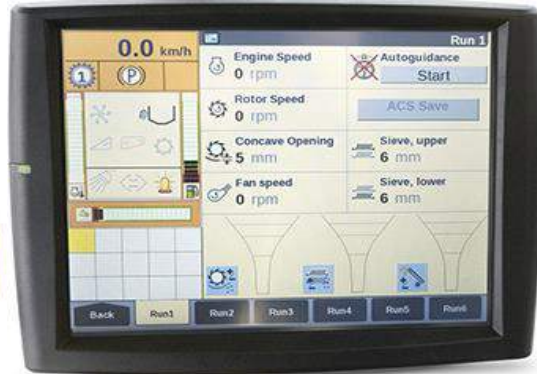 0.0 km/h
Run 1
1
P
Engine Speed
0 rpm
Autoguidance
Start
Rotor Speed
0 rpm
ACS Save
Concave Opening
5 mm
Sieve, upper
6 mm
Fan speed
0 rpm
Sieve, lower
6 mm
Back
Run1
Run2
Run3
Run4
Run5
Run6